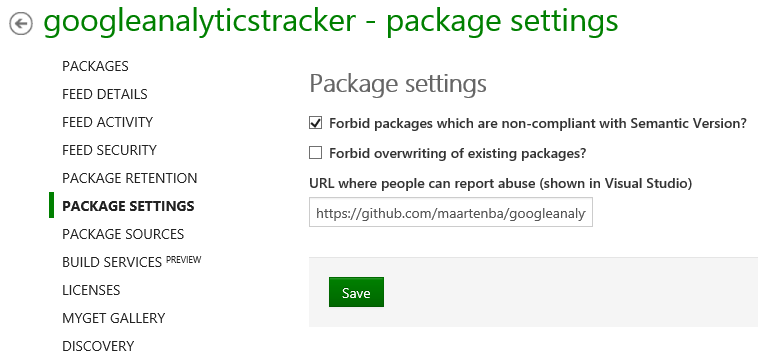 googleanalyticstracker - package settings
PACKAGES
FEED DETAILS
FEED ACTIVITY
FEED SECURITY
PACKAGE RETENTION
PACKAGE SETTINGS
PACKAGE SOURCES
BUILD SERVICES PREVIEW
LICENSES
MYGET GALLERY
DISCOVERY
Package settings
Forbid packages which are non-compliant with Semantic Version?
Forbid overwriting of existing packages?
URL where people can report abuse (shown in Visual Studio)
https://github.com/maartenba/googleanaly
Save